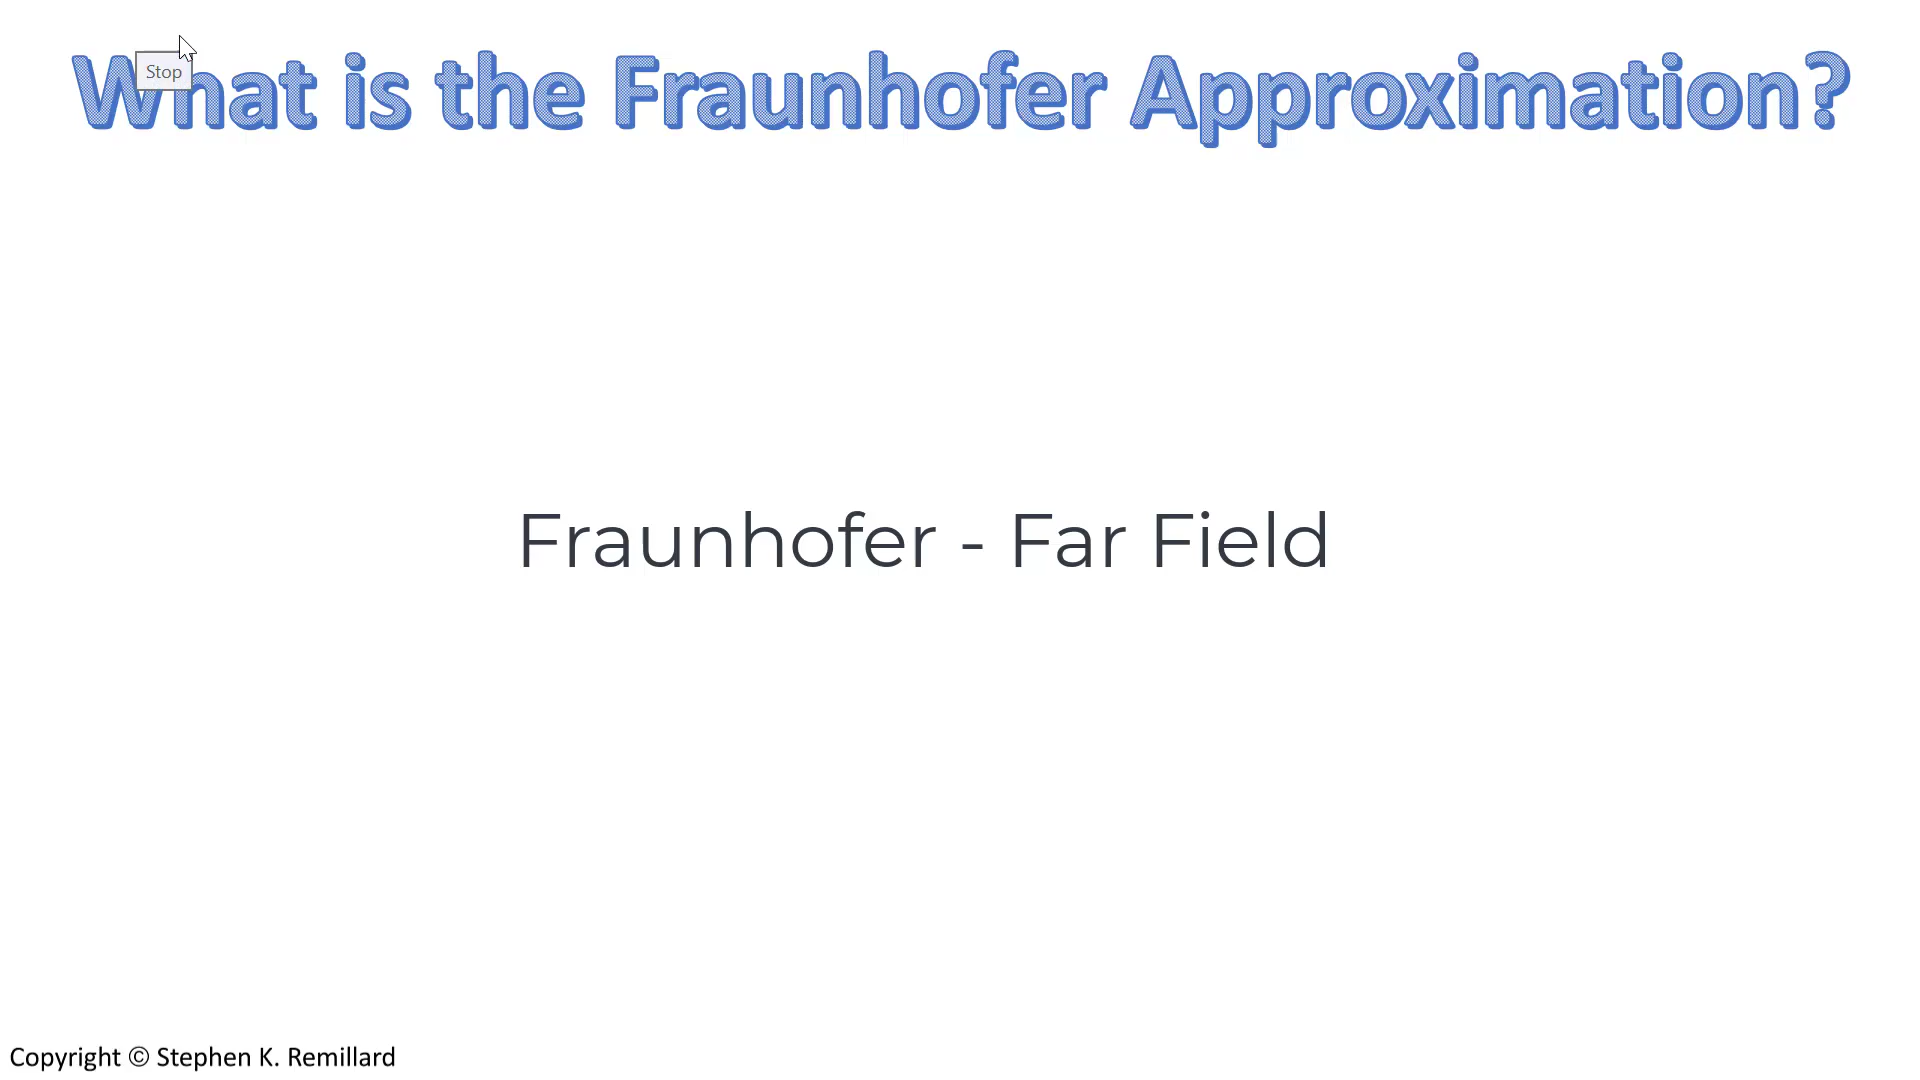 What is the Fraunhofer Approximation?
Stop
Fraunhofer - Far Field
Copyright © Stephen K. Remillard